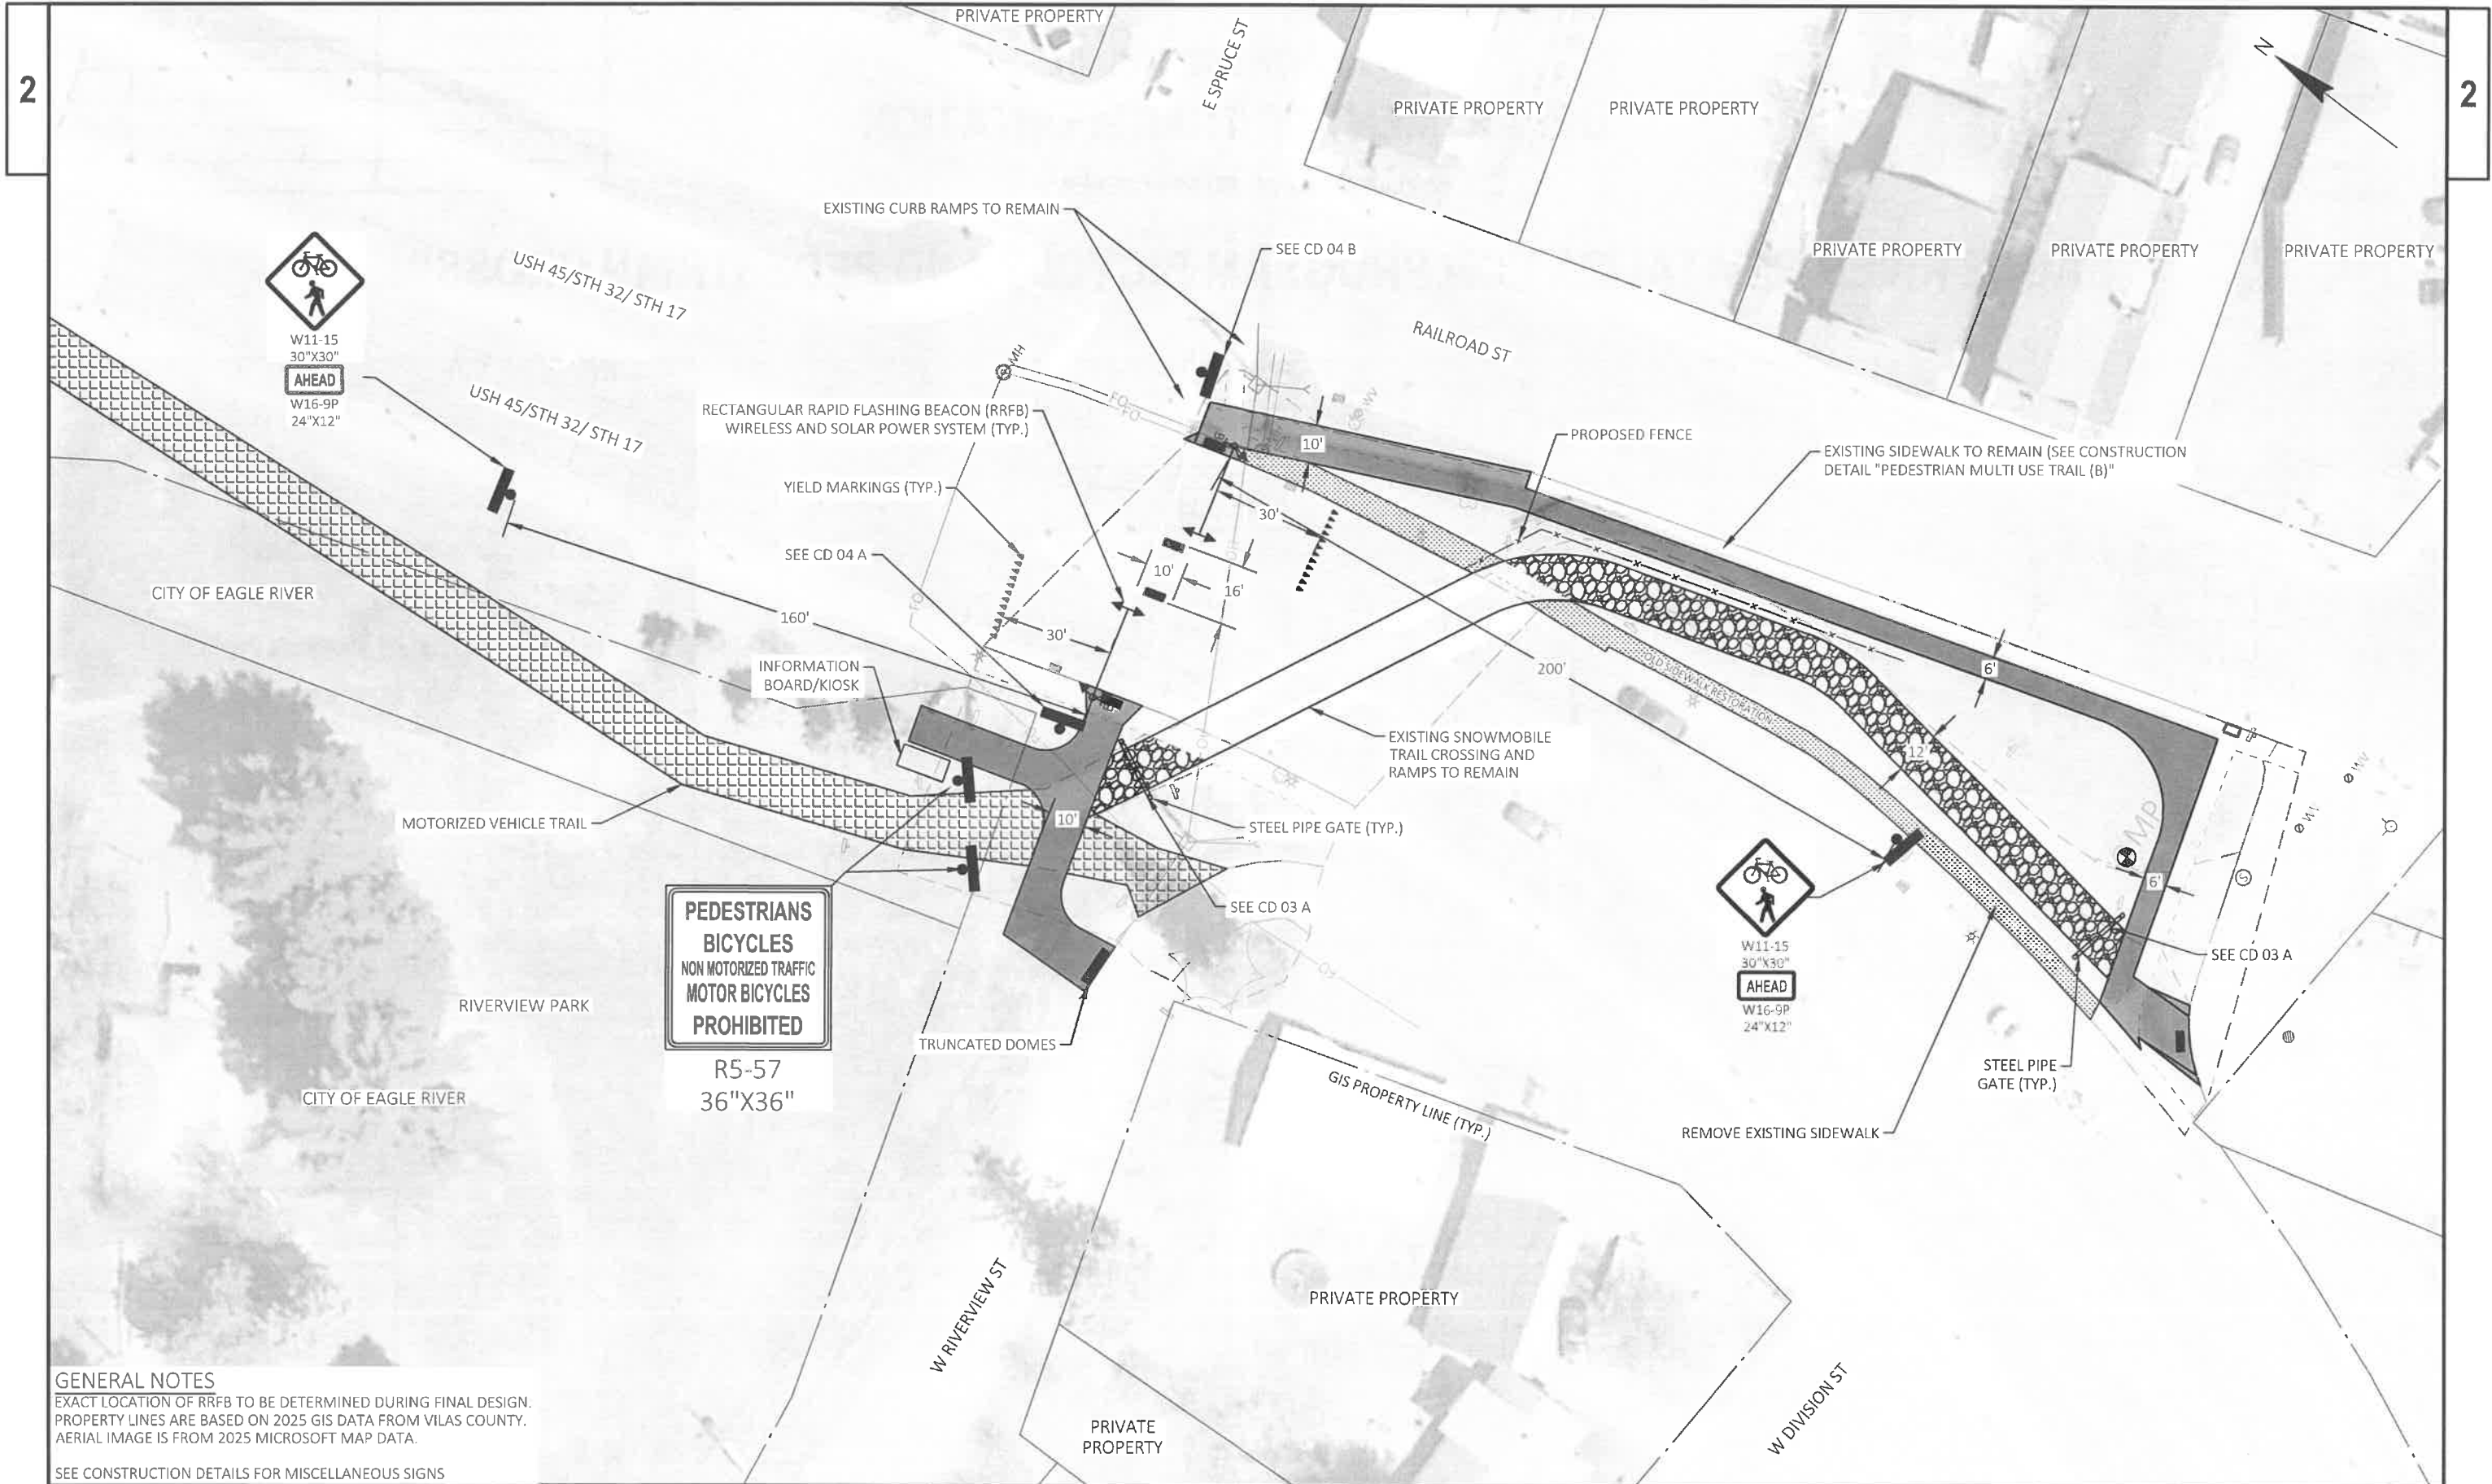 2
2
PRIVATE PROPERTY
E SPRUCE ST
N
PRIVATE PROPERTY
PRIVATE PROPERTY
PRIVATE PROPERTY
PRIVATE PROPERTY
PRIVATE PROPERTY
EXISTING CURB RAMPS TO REMAIN
SEE CD 04 B
RAILROAD ST
USH 45/STH 32/ STH 17
W11-15
30"X30"
AHEAD
W16-9P
24"X12"
USH 45/STH 32/ STH 17
MH
FO
FO
WV
RECTANGULAR RAPID FLASHING BEACON (RRFB)
WIRELESS AND SOLAR POWER SYSTEM (TYP.)
10'
PROPOSED FENCE
EXISTING SIDEWALK TO REMAIN (SEE CONSTRUCTION
DETAIL "PEDESTRIAN MULTI USE TRAIL (B)"
YIELD MARKINGS (TYP.)
30'
SEE CD 04 A
10'
16'
FO
CITY OF EAGLE RIVER
160'
30'
INFORMATION
BOARD/KIOSK
200'
OLD SIDEWALK RESTORATION
6'
12'
EXISTING SNOWMOBILE
TRAIL CROSSING AND
RAMPS TO REMAIN
WV
MOTORIZED VEHICLE TRAIL
10'
STEEL PIPE GATE (TYP.)
6'
S
SEE CD 03 A
PEDESTRIANS
BICYCLES
NON MOTORIZED TRAFFIC
MOTOR BICYCLES
PROHIBITED
R5-57
36"X36"
W11-15
30"X30"
AHEAD
W16-9P
24"X12"
SEE CD 03 A
RIVERVIEW PARK
TRUNCATED DOMES
STEEL PIPE
GATE (TYP.)
CITY OF EAGLE RIVER
GIS PROPERTY LINE (TYP.)
REMOVE EXISTING SIDEWALK
W RIVERVIEW ST
PRIVATE PROPERTY
W DIVISION ST
PRIVATE
PROPERTY
GENERAL NOTES
EXACT LOCATION OF RRFB TO BE DETERMINED DURING FINAL DESIGN.
PROPERTY LINES ARE BASED ON 2025 GIS DATA FROM VILAS COUNTY.
AERIAL IMAGE IS FROM 2025 MICROSOFT MAP DATA.
SEE CONSTRUCTION DETAILS FOR MISCELLANEOUS SIGNS